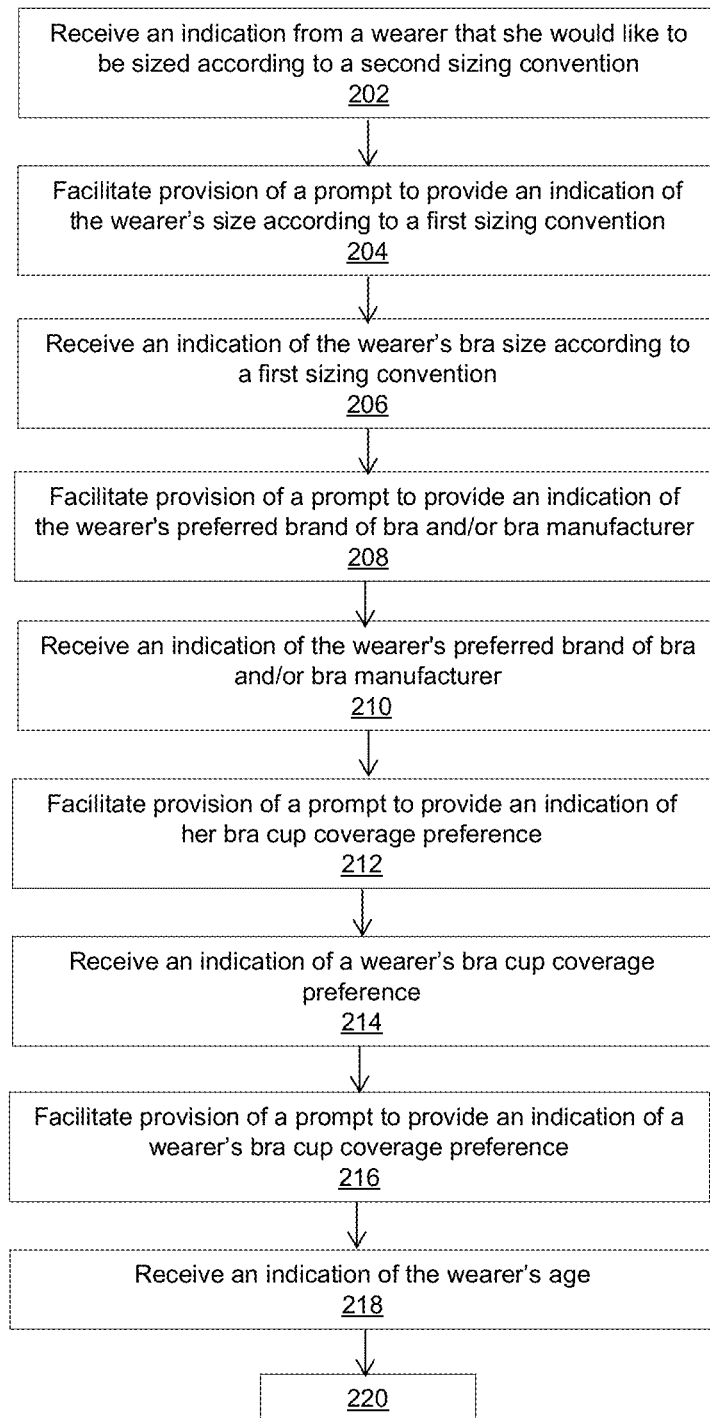 Receive an indication from a wearer that she would like to
be sized according to a second sizing convention
202
Facilitate provision of a prompt to provide an indication of
the wearer's size according to a first sizing convention
204
Receive an indication of the wearer's bra size according to
a first sizing convention
206
Facilitate provision of a prompt to provide an indication of
the wearer's preferred brand of bra and/or bra manufacturer
208
Receive an indication of the wearer's preferred brand of bra
and/or bra manufacturer
210
Facilitate provision of a prompt to provide an indication of
her bra cup coverage preference
212
Receive an indication of a wearer's bra cup coverage
preference
214
Facilitate provision of a prompt to provide an indication of a
wearer's bra cup coverage preference
216
Receive an indication of the wearer's age
218
220